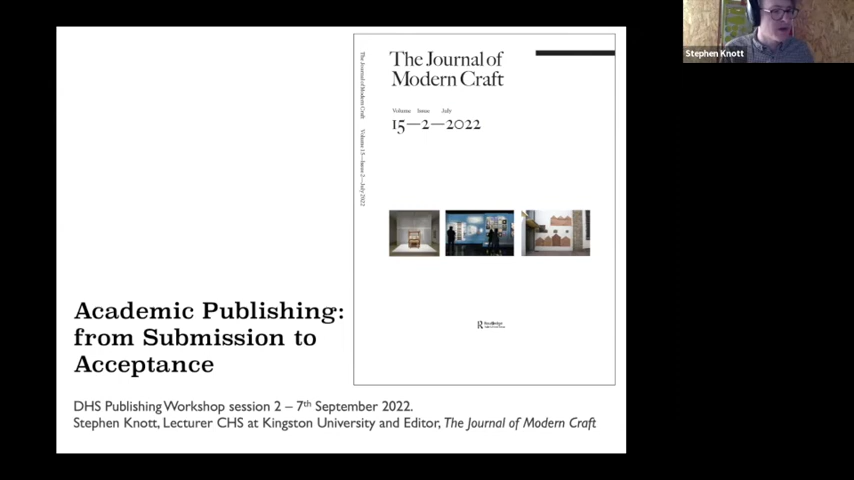 Stephen Knott
The Journal of
Modern Craft
Volume Issue July
15—2—2022
The Journal of Modern Craft Volume 15—Issue 2—July 2022
Academic Publishing:
from Submission to
Acceptance
DHS Publishing Workshop session 2 – 7th September 2022.
Stephen Knott, Lecturer CHS at Kingston University and Editor, The Journal of Modern Craft
Routledge